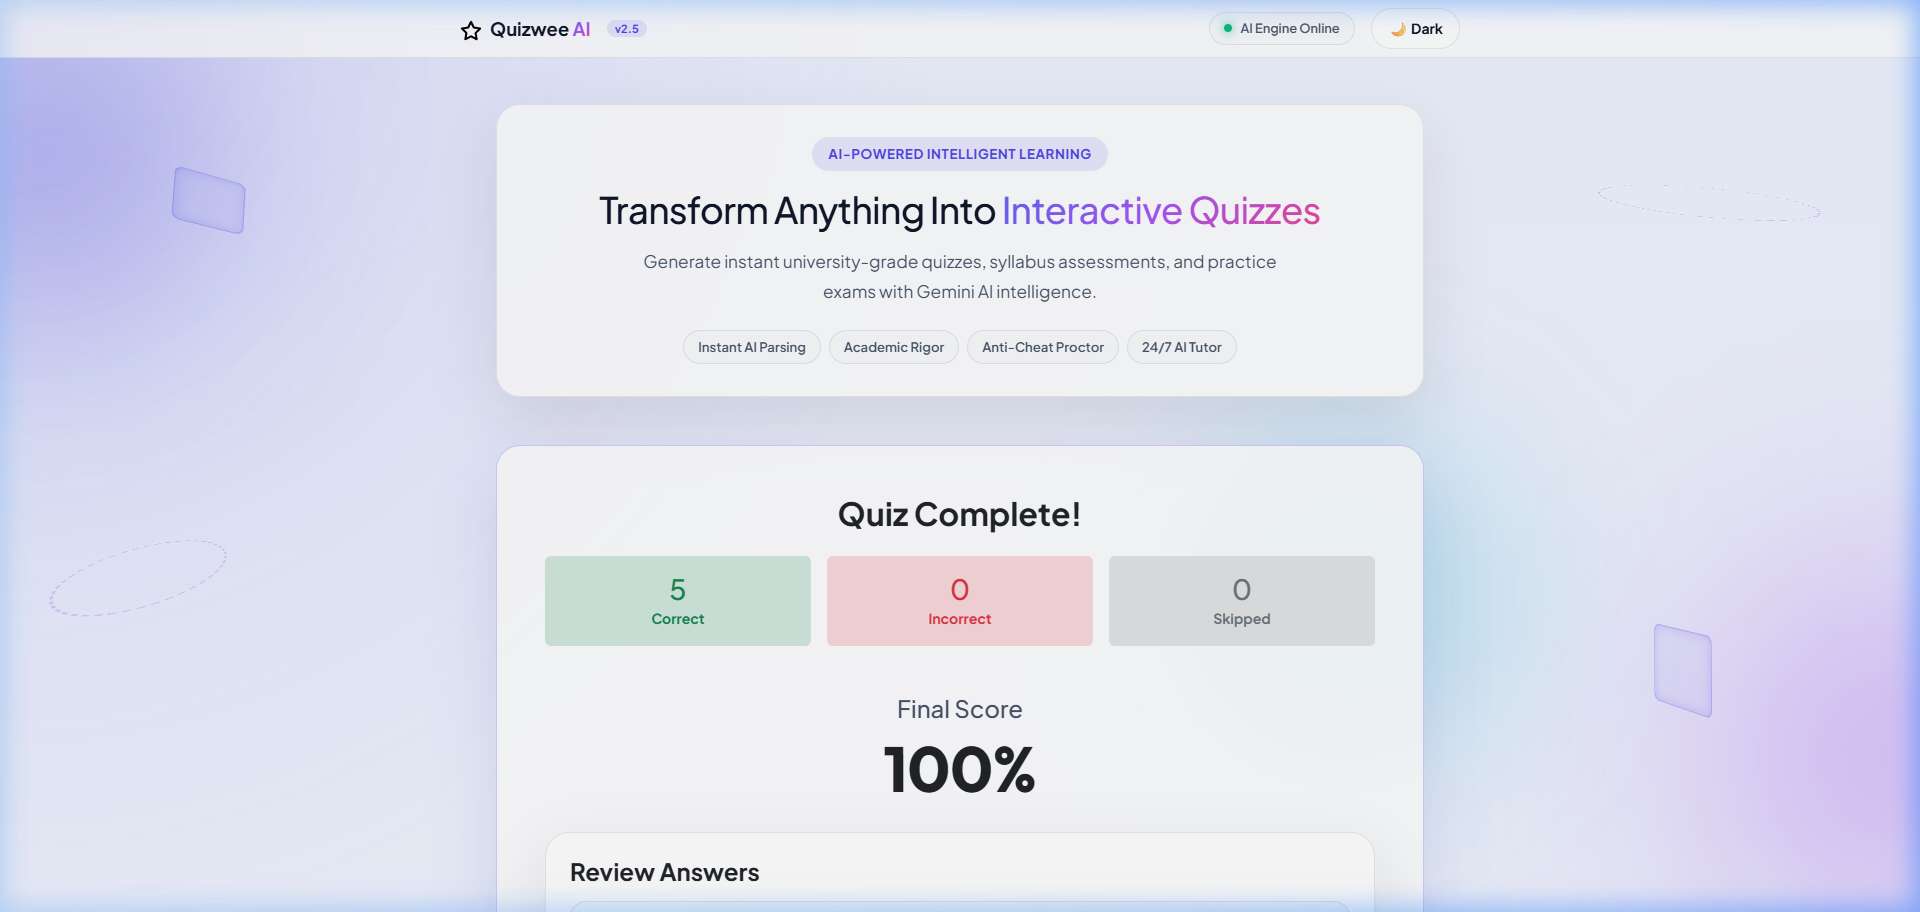 Quizwee AI v2.5
AI Engine Online
🌙 Dark
AI-POWERED INTELLIGENT LEARNING
Transform Anything Into Interactive Quizzes
Generate instant university-grade quizzes, syllabus assessments, and practice
exams with Gemini AI intelligence.
Instant AI Parsing
Academic Rigor
Anti-Cheat Proctor
24/7 AI Tutor
Quiz Complete!
5
Correct
0
Incorrect
0
Skipped
Final Score
100%
Review Answers